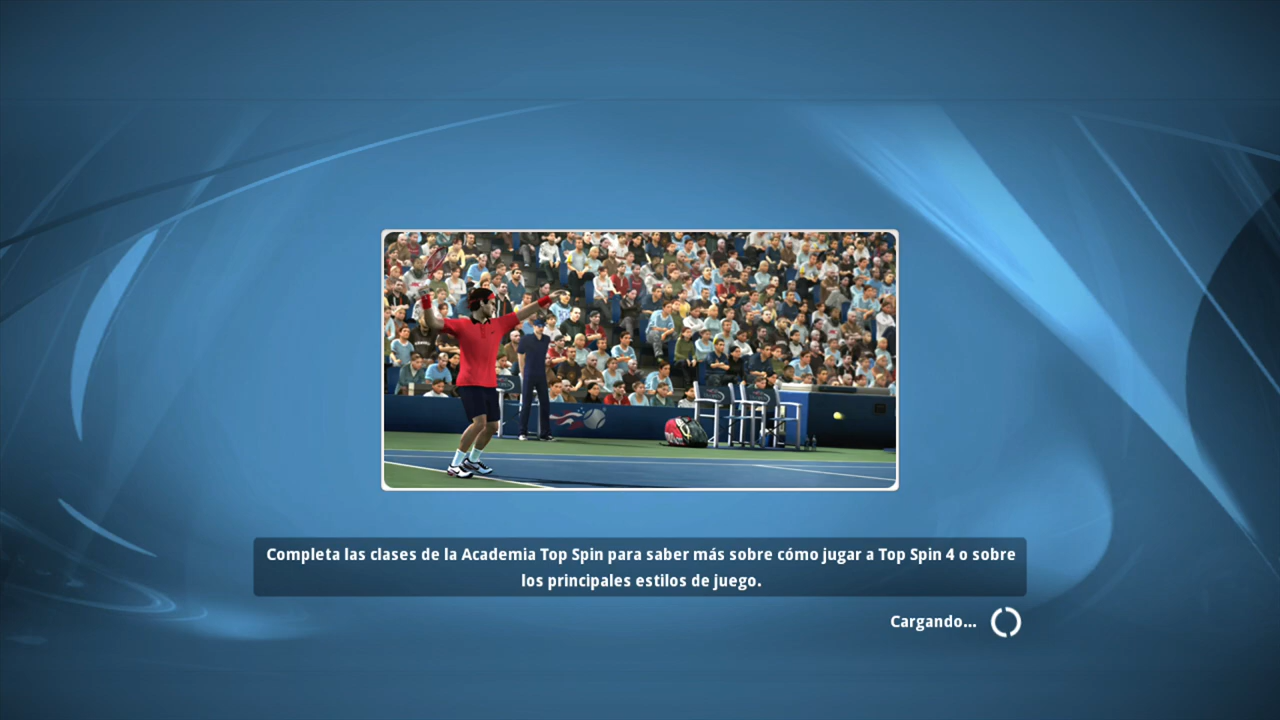 Completa las clases de la Academia Top Spin para saber más sobre cómo jugar a Top Spin 4 o sobre
los principales estilos de juego.
Cargando...